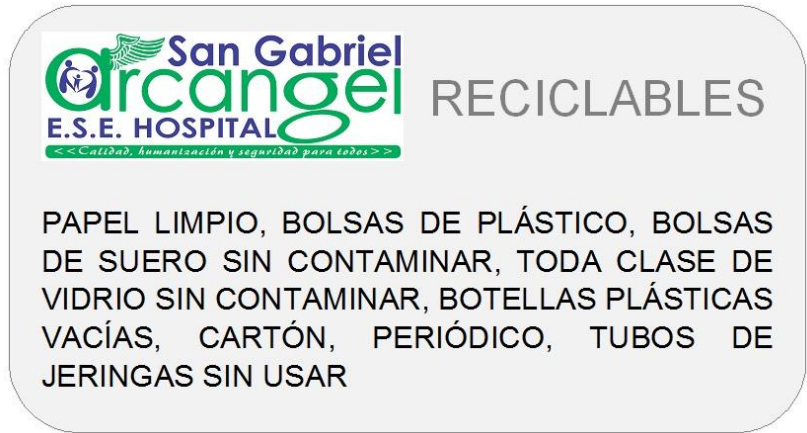 San Gabriel
arcangel
E.S.E. HOSPITAL
<<Calidad, humanización y seguridad para todos>>
RECICLABLES
PAPEL LIMPIO, BOLSAS DE PLÁSTICO, BOLSAS
DE SUERO SIN CONTAMINAR, TODA CLASE DE
VIDRIO SIN CONTAMINAR, BOTELLAS PLÁSTICAS
VACÍAS, CARTÓN, PERIÓDICO, TUBOS DE
JERINGAS SIN USAR